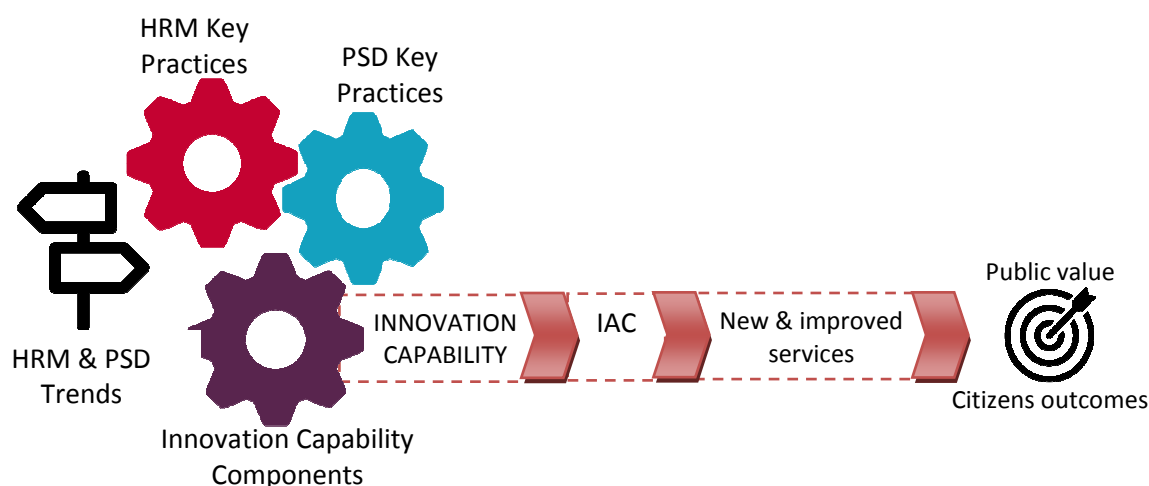 HRM Key
Practices
PSD Key
Practices
HRM & PSD
Trends
Innovation Capability
Components
INNOVATION
CAPABILITY
IAC
New & improved
services
Public value
Citizens outcomes